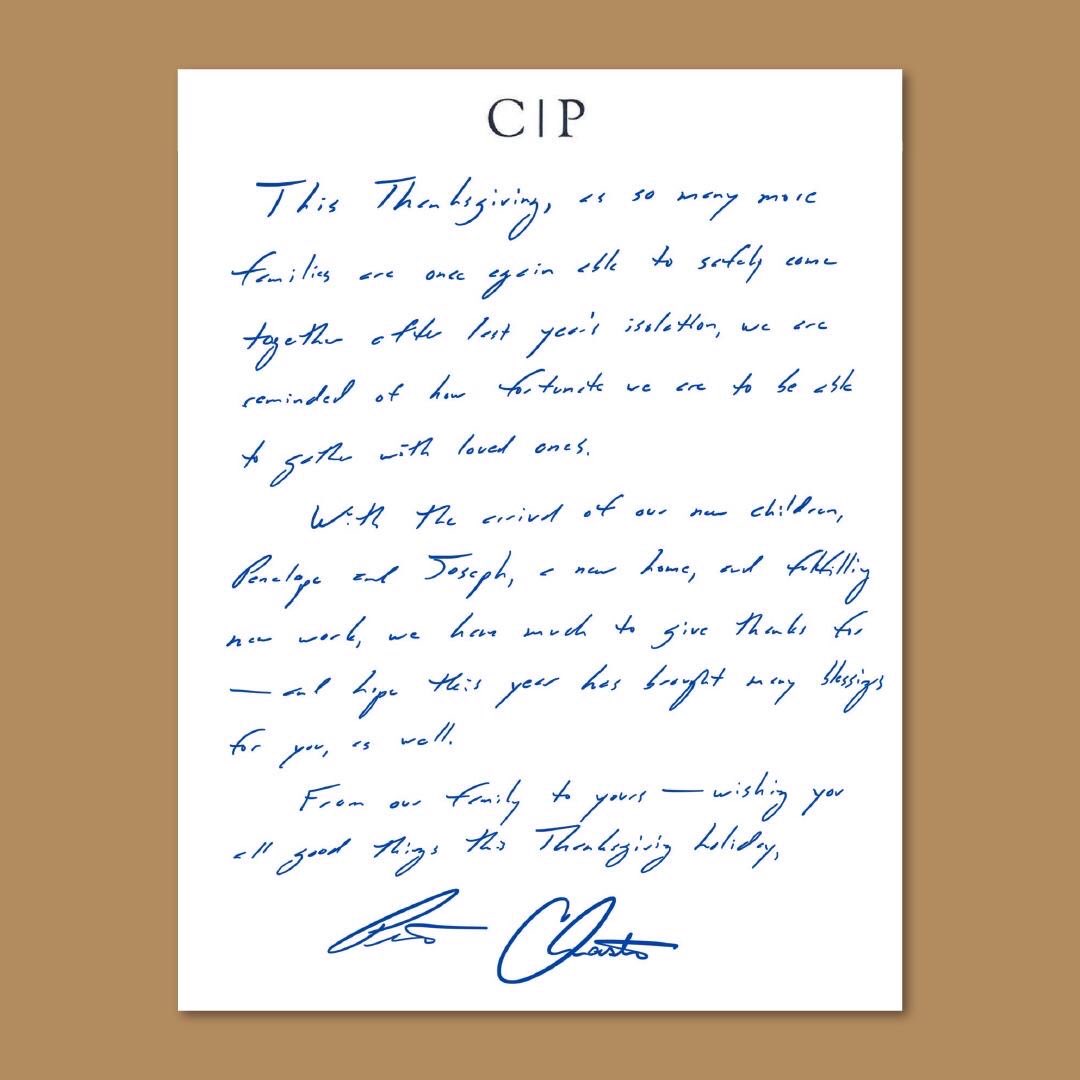 C|P
This Thanksgiving, as so many more
families are once again able to safely come
together after last year's isolation, we are
reminded of how fortunate we are to be able
to gather with loved ones.
With the arrival of our new children,
Penelope and Joseph, a new home, and fulfilling
new work, we have much to give thanks for
— and hope this year has brought many blessings
for you, as well.
From our family to yours — wishing you
all good things this Thanksgiving holiday,
Pete Chasten